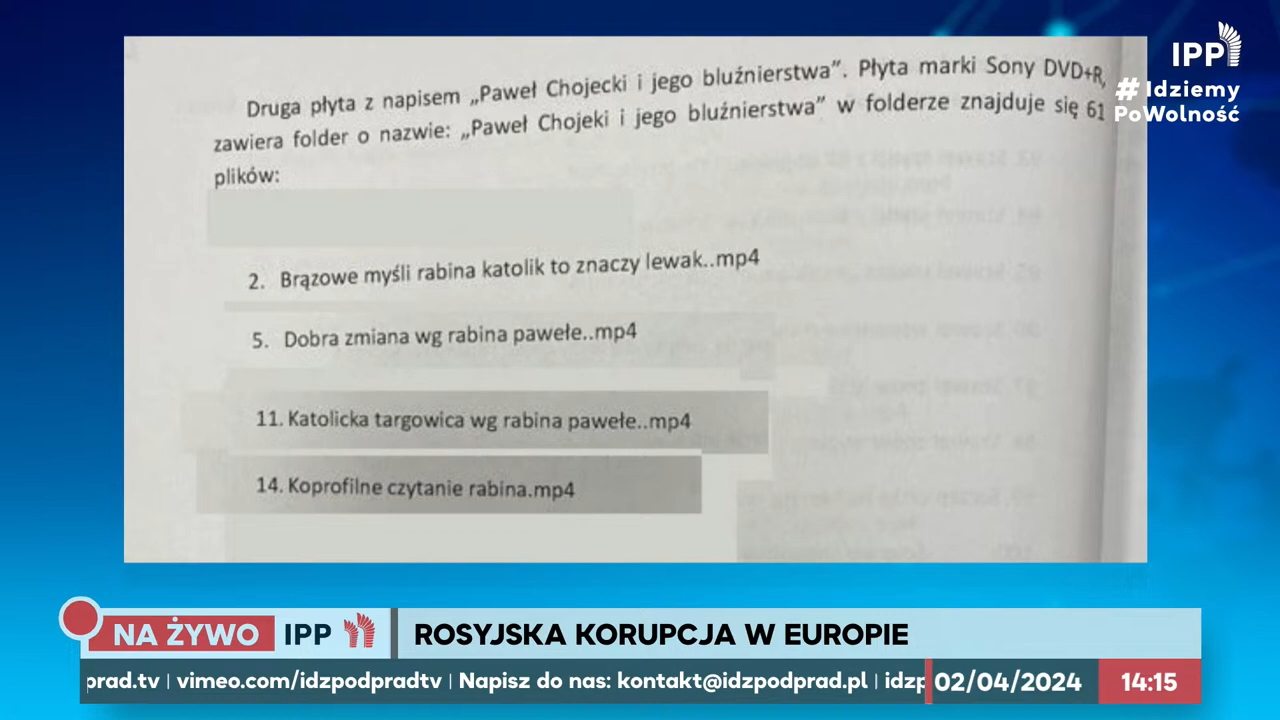 IPP
#Idziemy
PoWolność
Druga płyta z napisem „Paweł Chojecki i jego bluźnierstwa”. Płyta marki Sony DVD+R,
zawiera folder o nazwie: „Paweł Chojeki i jego bluźnierstwa” w folderze znajduje się 61
plików:
2. Brązowe myśli rabina katolik to znaczy lewak..mp4
5. Dobra zmiana wg rabina pawełe..mp4
11. Katolicka targowica wg rabina pawełe..mp4
14. Koprofilne czytanie rabina.mp4
NA ŻYWO IPP ROSYJSKA KORUPCJA W EUROPIE
prad.tv | vimeo.com/idzpodpradtv | Napisz do nas: kontakt@idzpodprad.pl | idzp 02/04/2024 14:15